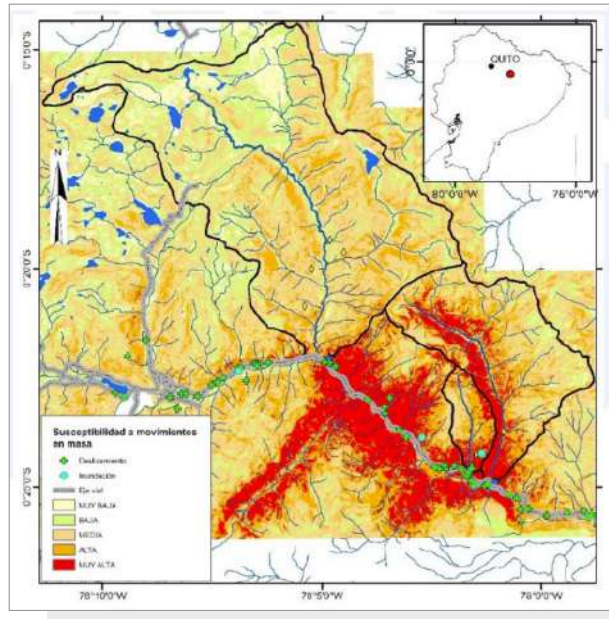 QUITO
0°0'0"
80°0'0"W
76°0'0"W
N
0°15'0"S
0°20'0"S
0°25'0"S
Susceptibilidad a movimientos
en masa
Deslizamiento
Inundación
Eje vial
MUY BAJA
BAJA
MEDIA
ALTA
MUY ALTA
78°10'0"W
78°5'0"W
78°0'0"W